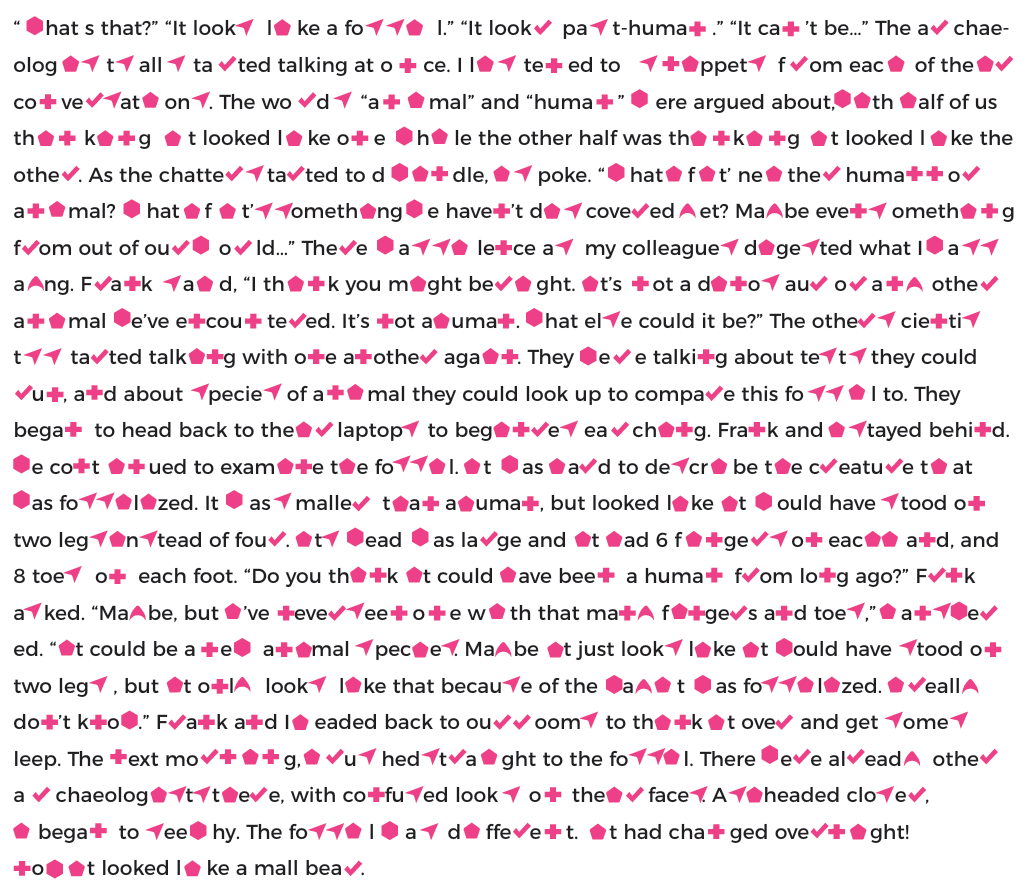 “⬢hat s that?” “It look➤ l⬟ke a fo➤➤⬟l.” “It look✔ pa➤t-huma✚.” “It ca✚’t be...” The a✔chae-
olog⬟➤t➤all➤ ta✔ted talking at o✚ce. I l⬟➤te✚ed to ➤✚⬟ppet➤ f✔om eac⬟ of the⬟✔
co✚ve✔➤at⬟on➤. The wo✔d➤ “a✚⬟mal” and “huma✚” ⬢ere argued about,⬢⬟th ⬟alf of us
th⬟✚k⬟✚g ⬟t looked l⬟ke o✚e ⬢h⬟le the other half was th⬟✚k⬟✚g ⬟t looked l⬟ke the
othe✔. As the chatte✔➤ta✔ted to d⬢⬟✚dle, ⬟➤poke. “⬢hat⬟f⬟t’ ne⬟the✔ huma✚✚o✔
a✚⬟mal? ⬢hat⬟f ⬟t’➤➤ometh⬟ng⬢e have✚’t d⬟➤cove✔ed⮝et? Ma⮝be eve✚➤ometh⬟✚g
f✔om out of ou✔⬢o✔ld...” The✔e ⬢a➤➤⬟le✚ce a➤ my colleague➤ d⬟ge➤ted what I⬢a➤➤
a⮝ng. F✔a✚k ➤a⬟d, “I th⬟✚k you m⬟ght be✔⬟ght. ⬟t’s ✚ot a d⬟✚o➤au✔ o✔a✚⮝ othe✔
a✚⬟mal ⬢e’ve e✚cou✚te✔ed. It’s ✚ot a⬟uma✚. ⬢hat el➤e could it be?” The othe✔➤cie✚ti➤
t➤➤ta✔ted talk⬟✚g with o✚e a✚othe✔ aga⬟✚. They ⬢e✔e talki✚g about te➤t➤they could
✔u✚, a✚d about ➤pecie➤ of a✚⬟mal they could look up to compa✔e this fo➤➤⬟l to. They
bega✚ to head back to the⬟✔ laptop➤ to beg⬟✚✔e➤ea✔ch⬟✚g. Fra✚k and ⬟➤tayed behi✚d.
⬢e co✚t⬟✚ued to exam⬟✚e t⬟e fo➤➤⬟l. ⬟t ⬢as ⬟a✔d to de➤cr⬟be t⬟e c✔eatu✔e t⬟at
⬢as fo➤➤⬟l⬟zed. It ⬢as➤malle✔ t⬟a✚ a⬟uma✚, but looked l⬟ke ⬟t ⬢ould have ➤tood o✚
two leg➤⬟n➤tead of fou✔. ⬟t➤⬢ead ⬢as la✔ge and ⬟t ⬟ad 6 f⬟✚ge✔➤o✚ eac⬟⬟a✚d, and
8 toe➤ o✚ each foot. “Do you th⬟✚k ⬟t could ⬟ave bee✚ a huma✚ f✔om lo✚g ago?” F✔✚k
a➤ked. “Ma⮝be, but ⬟’ve ✚eve✔➤ee✚o✚e w⬟th that ma✚⮝ f⬟✚ge✔s a✚d toe➤,” ⬟a✚➤⬢e✔
ed. “⬟t could be a ✚e⬢ a✚⬟mal ➤pec⬟e➤. Ma⮝be ⬟t just look➤ l⬟ke ⬟t ⬢ould have ➤tood o✚
two leg➤, but ⬟t o✚l⮝ look➤ l⬟ke that becau➤e of the ⬢a⮝⬟t ⬢as fo➤➤⬟l⬟zed. ⬟✔eall⮝
do✚’t k✚o⬢.” F✔a✚k a✚d I⬟eaded back to ou✔✔oom➤ to th⬟✚k ⬟t ove✔ and get ➤ome➤
leep. The ✚ext mo✔✚⬟✚g,⬟✔u➤hed➤t✔a⬟ght to the fo➤➤⬟l. There ⬢e✔e al✔ead⮝ othe✔
a✔chaeolog⬟➤t➤t⬟e✔e, with co✚fu➤ed look➤ o✚ the⬟✔face➤. A➤⬟headed clo➤e✔,
⬟bega✚ to ➤ee⬢hy. The fo➤➤⬟l⬢a➤ d⬟ffe✔e✚t. ⬟t had cha✚ged ove✔✚⬟ght!
✚o⬢⬟t looked l⬟ke a mall bea✔.